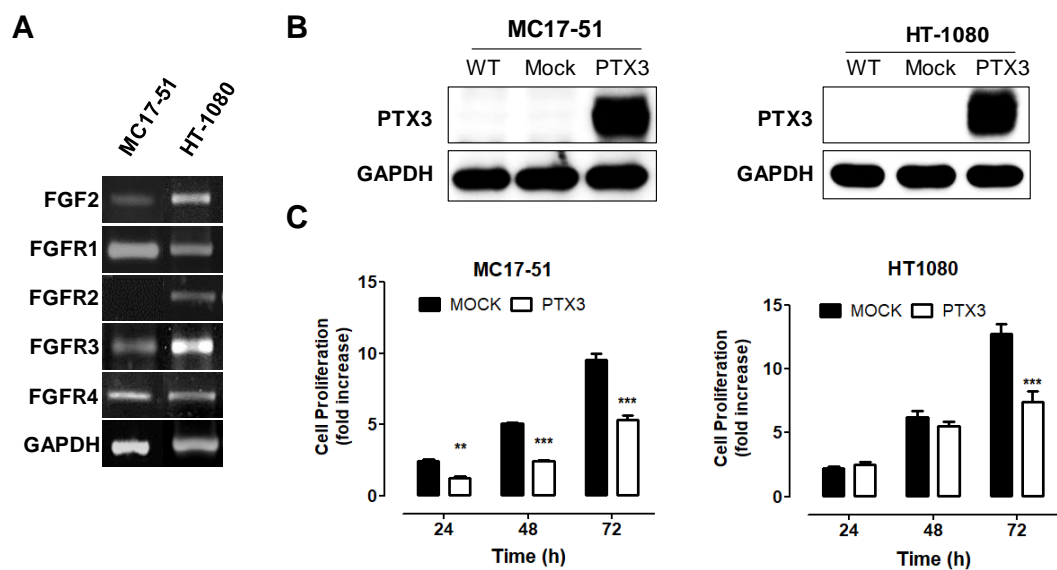 A
MC17-51 HT-1080
FGF2
FGFR1
FGFR2
FGFR3
FGFR4
GAPDH
B
MC17-51
WT Mock PTX3
PTX3
GAPDH
HT-1080
WT Mock PTX3
PTX3
GAPDH
C
MC17-51
MOCK PTX3
Cell Proliferation
(fold increase)
15
10
5
0
** *** ***
24 48 72
Time (h)
HT1080
MOCK PTX3
Cell Proliferation
(fold increase)
15
10
5
0
***
24 48 72
Time (h)